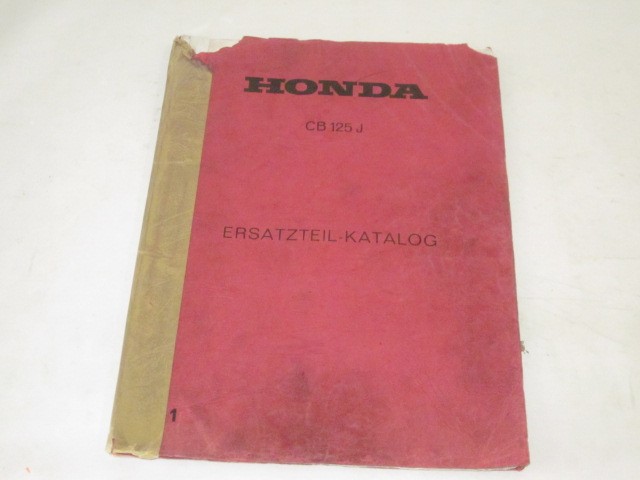 HONDA
CB 125 J
ERSATZTEIL-KATALOG
1